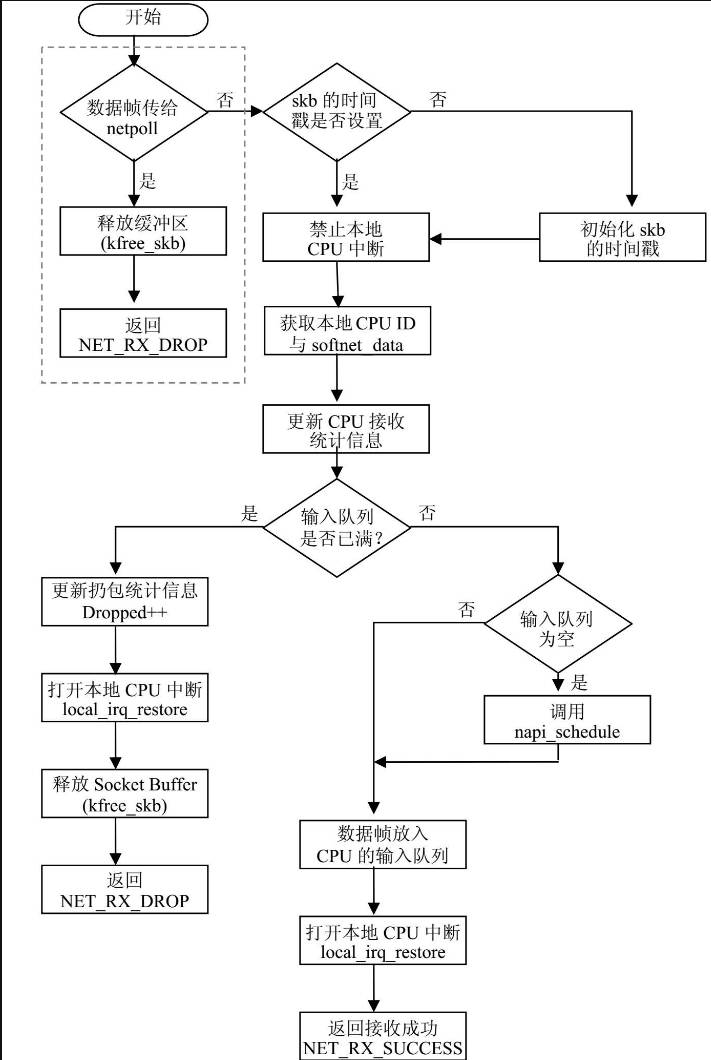 开始
数据帧传给
netpoll
否
skb 的时间
戳是否设置
否
是
是
释放缓冲区
(kfree_skb)
禁止本地
CPU 中断
初始化 skb
的时间戳
返回
NET_RX_DROP
获取本地 CPU ID
与 softnet_data
更新 CPU 接收
统计信息
是
输入队列
是否已满?
否
更新扔包统计信息
Dropped++
否
输入队列
为空
是
打开本地 CPU 中断
local_irq_restore
调用
napi_schedule
释放 Socket Buffer
(kfree_skb)
数据帧放入
CPU 的输入队列
返回
NET_RX_DROP
打开本地 CPU 中断
local_irq_restore
返回接收成功
NET_RX_SUCCESS